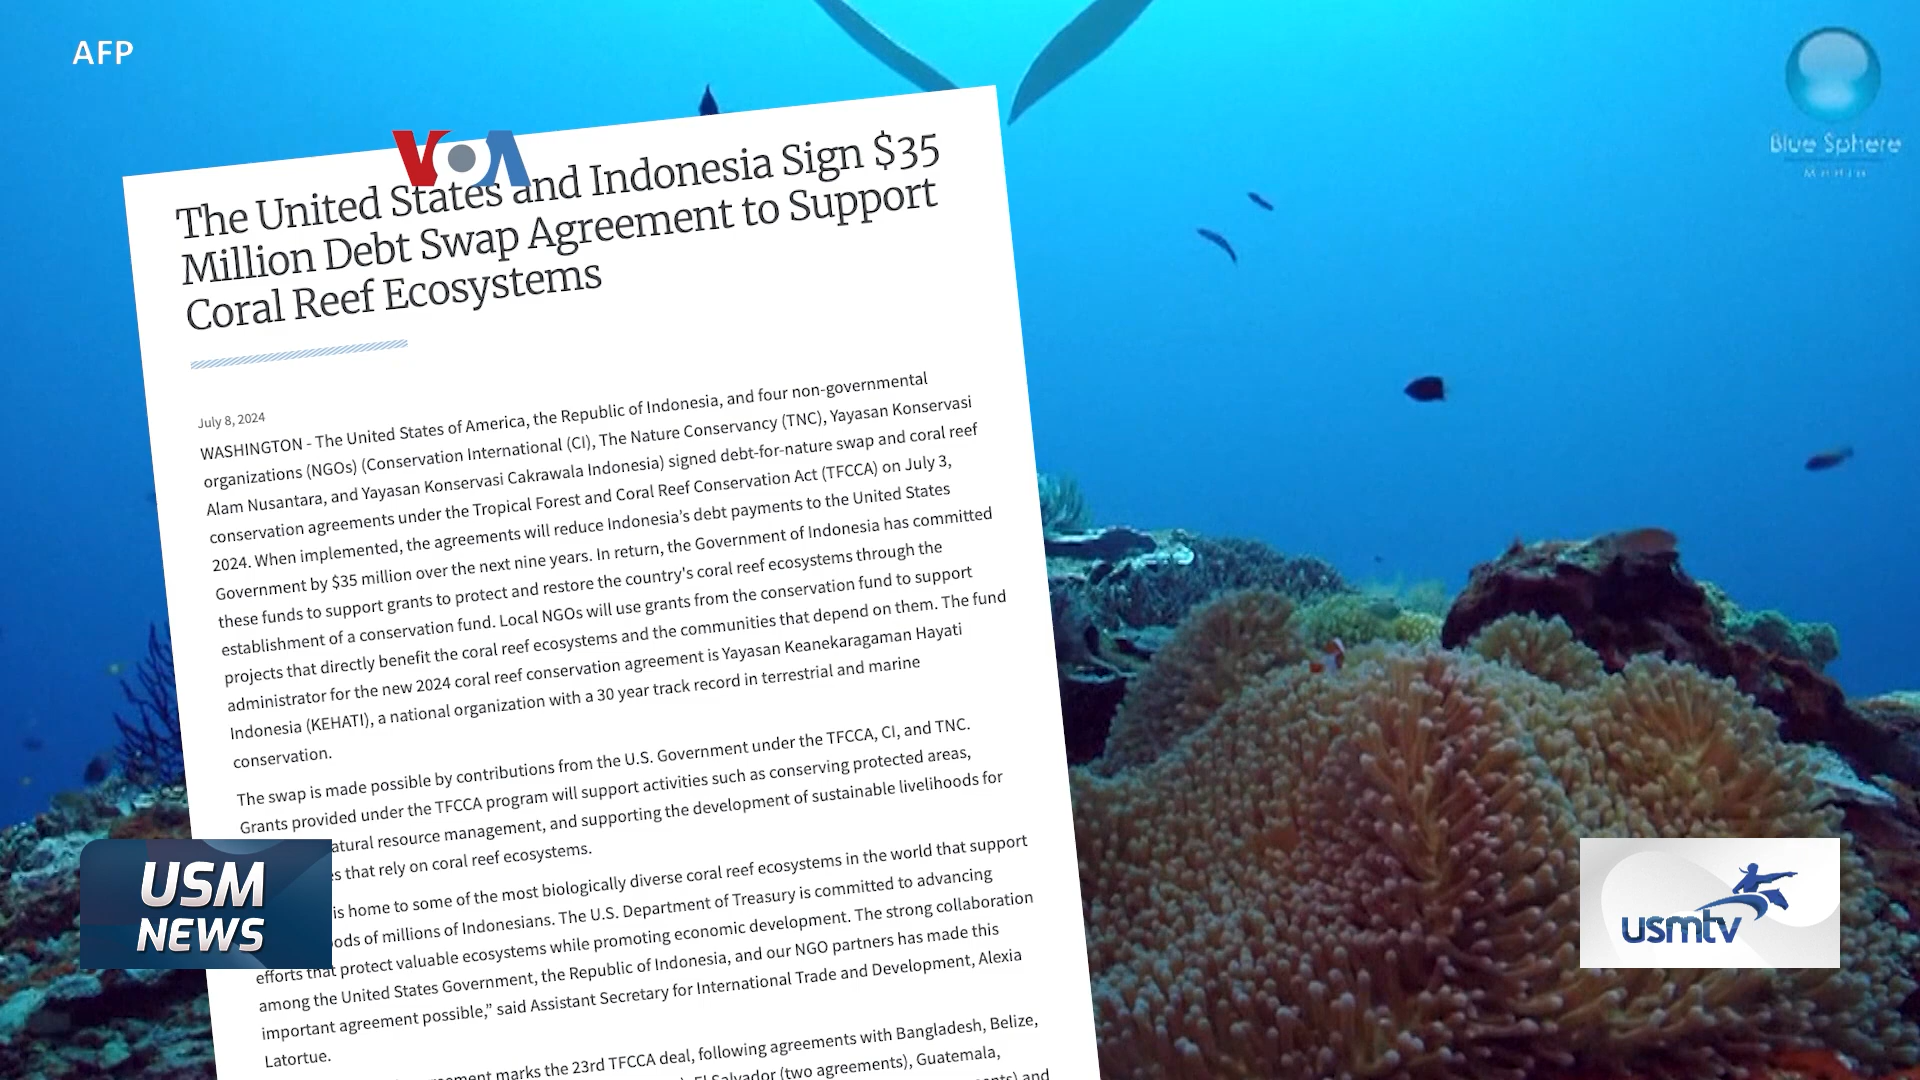 AFP
Blue Sphere
Media
VOA
The United States and Indonesia Sign $35
Million Debt Swap Agreement to Support
Coral Reef Ecosystems
July 8, 2024
WASHINGTON - The United States of America, the Republic of Indonesia, and four non-governmental
organizations (NGOs) (Conservation International (CI), The Nature Conservancy (TNC), Yayasan Konservasi
Alam Nusantara, and Yayasan Konservasi Cakrawala Indonesia) signed debt-for-nature swap and coral reef
conservation agreements under the Tropical Forest and Coral Reef Conservation Act (TFCCA) on July 3,
2024. When implemented, the agreements will reduce Indonesia’s debt payments to the United States
Government by $35 million over the next nine years. In return, the Government of Indonesia has committed
these funds to support grants to protect and restore the country's coral reef ecosystems through the
establishment of a conservation fund. Local NGOs will use grants from the conservation fund to support
projects that directly benefit the coral reef ecosystems and the communities that depend on them. The fund
administrator for the new 2024 coral reef conservation agreement is Yayasan Keanekaragaman Hayati
Indonesia (KEHATI), a national organization with a 30 year track record in terrestrial and marine
conservation.
The swap is made possible by contributions from the U.S. Government under the TFCCA, CI, and TNC.
Grants provided under the TFCCA program will support activities such as conserving protected areas,
atural resource management, and supporting the development of sustainable livelihoods for
s that rely on coral reef ecosystems.
is home to some of the most biologically diverse coral reef ecosystems in the world that support
ods of millions of Indonesians. The U.S. Department of Treasury is committed to advancing
efforts that protect valuable ecosystems while promoting economic development. The strong collaboration
among the United States Government, the Republic of Indonesia, and our NGO partners has made this
important agreement possible,” said Assistant Secretary for International Trade and Development, Alexia
Latortue.
ement marks the 23rd TFCCA deal, following agreements with Bangladesh, Belize,
El Salvador (two agreements), Guatemala,
and
USM
NEWS
usmtv